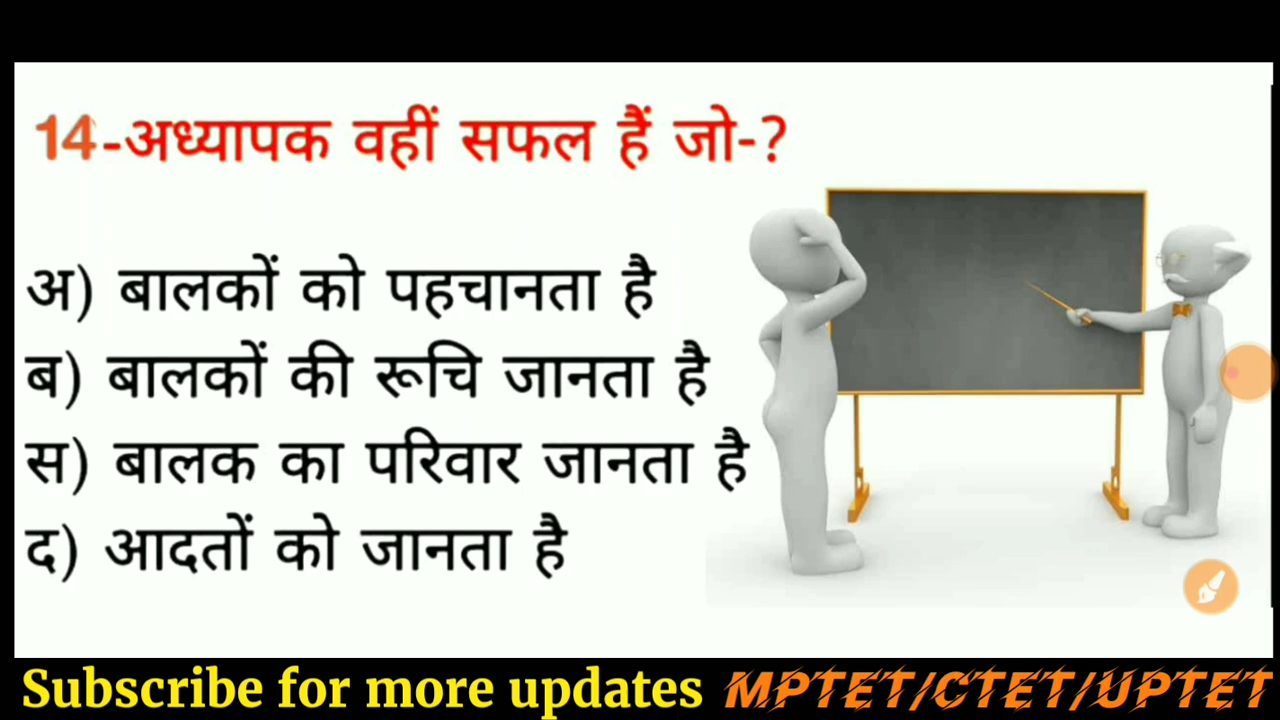 14-अध्यापक वहीं सफल हैं जो-?
अ) बालकों को पहचानता है
ब) बालकों की रूचि जानता है
स) बालक का परिवार जानता है
द) आदतों को जानता है
Subscribe for more updates MPTET/CTET/UPTET